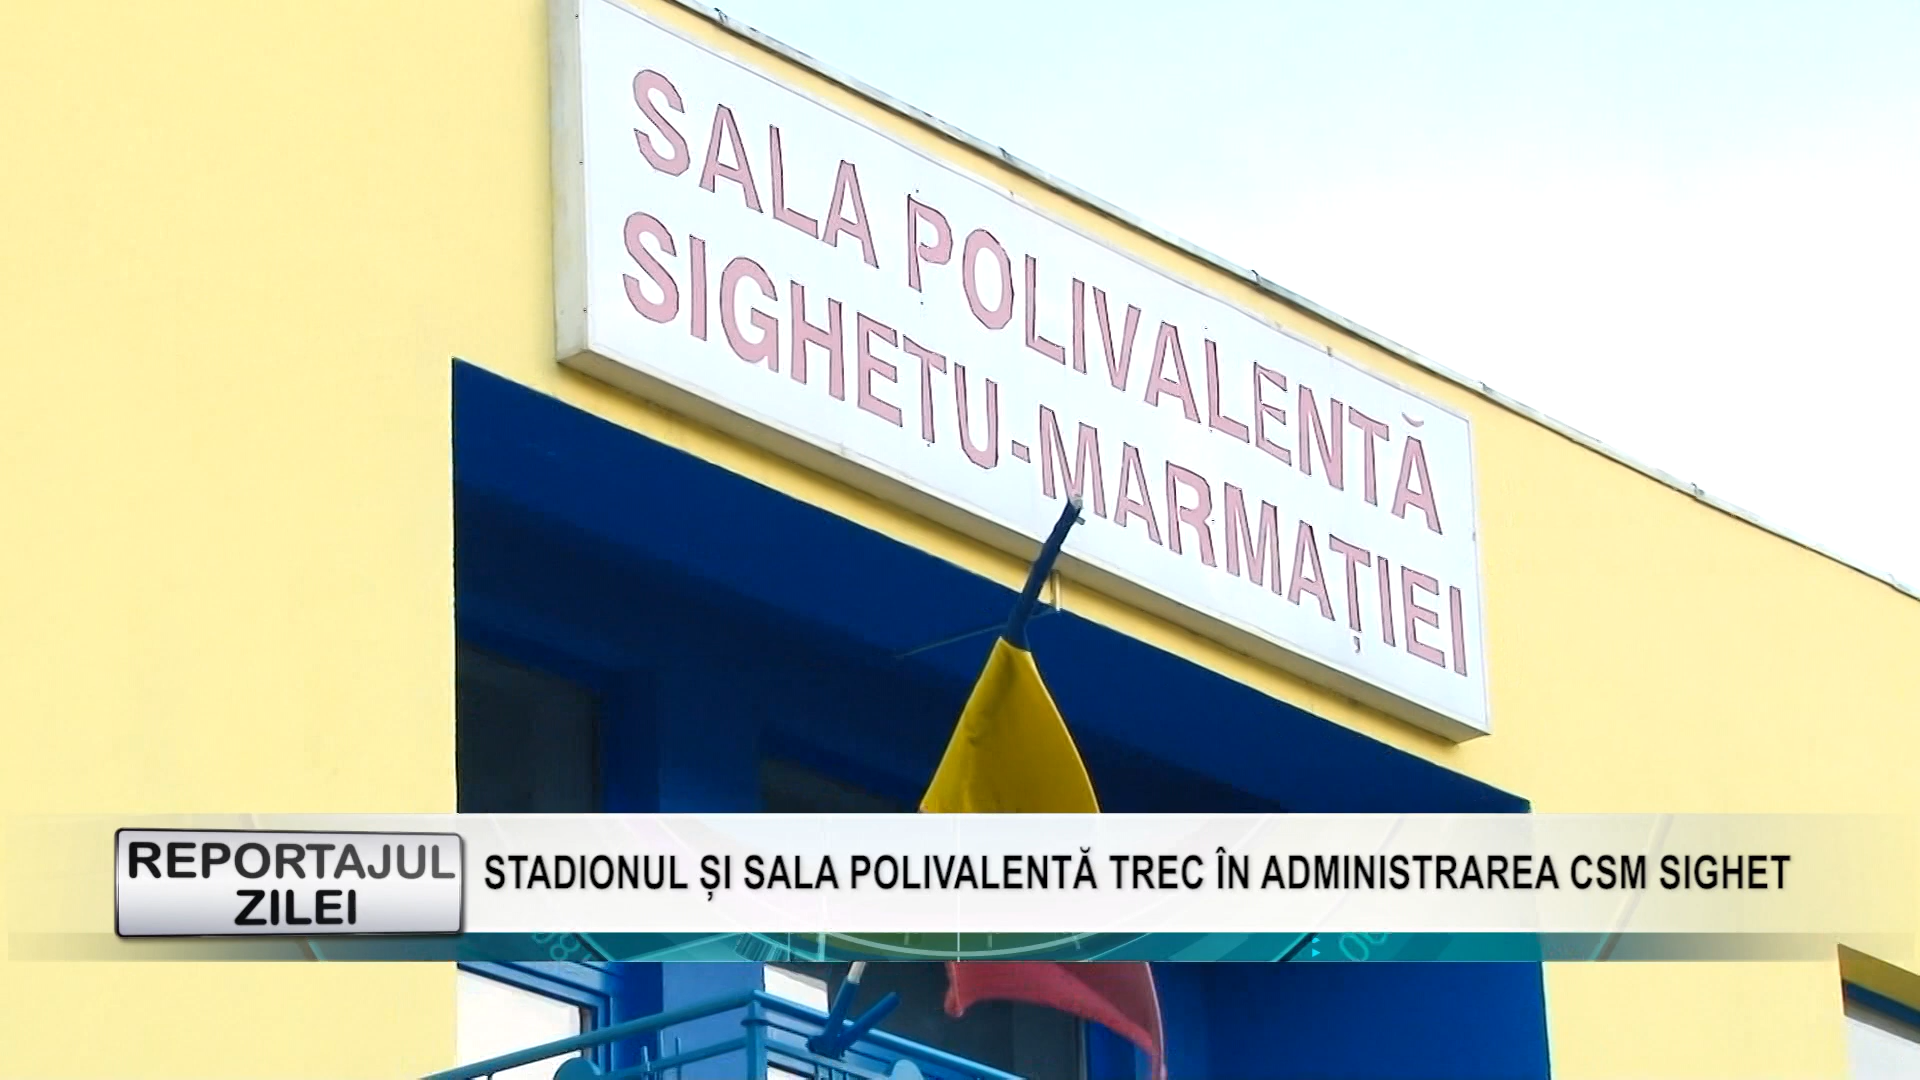 SALA POLIVALENTĂ
SIGHETU-MARMAȚIEI
REPORTAJUL
ZILEI
STADIONUL ȘI SALA POLIVALENTĂ TREC ÎN ADMINISTRAREA CSM SIGHET